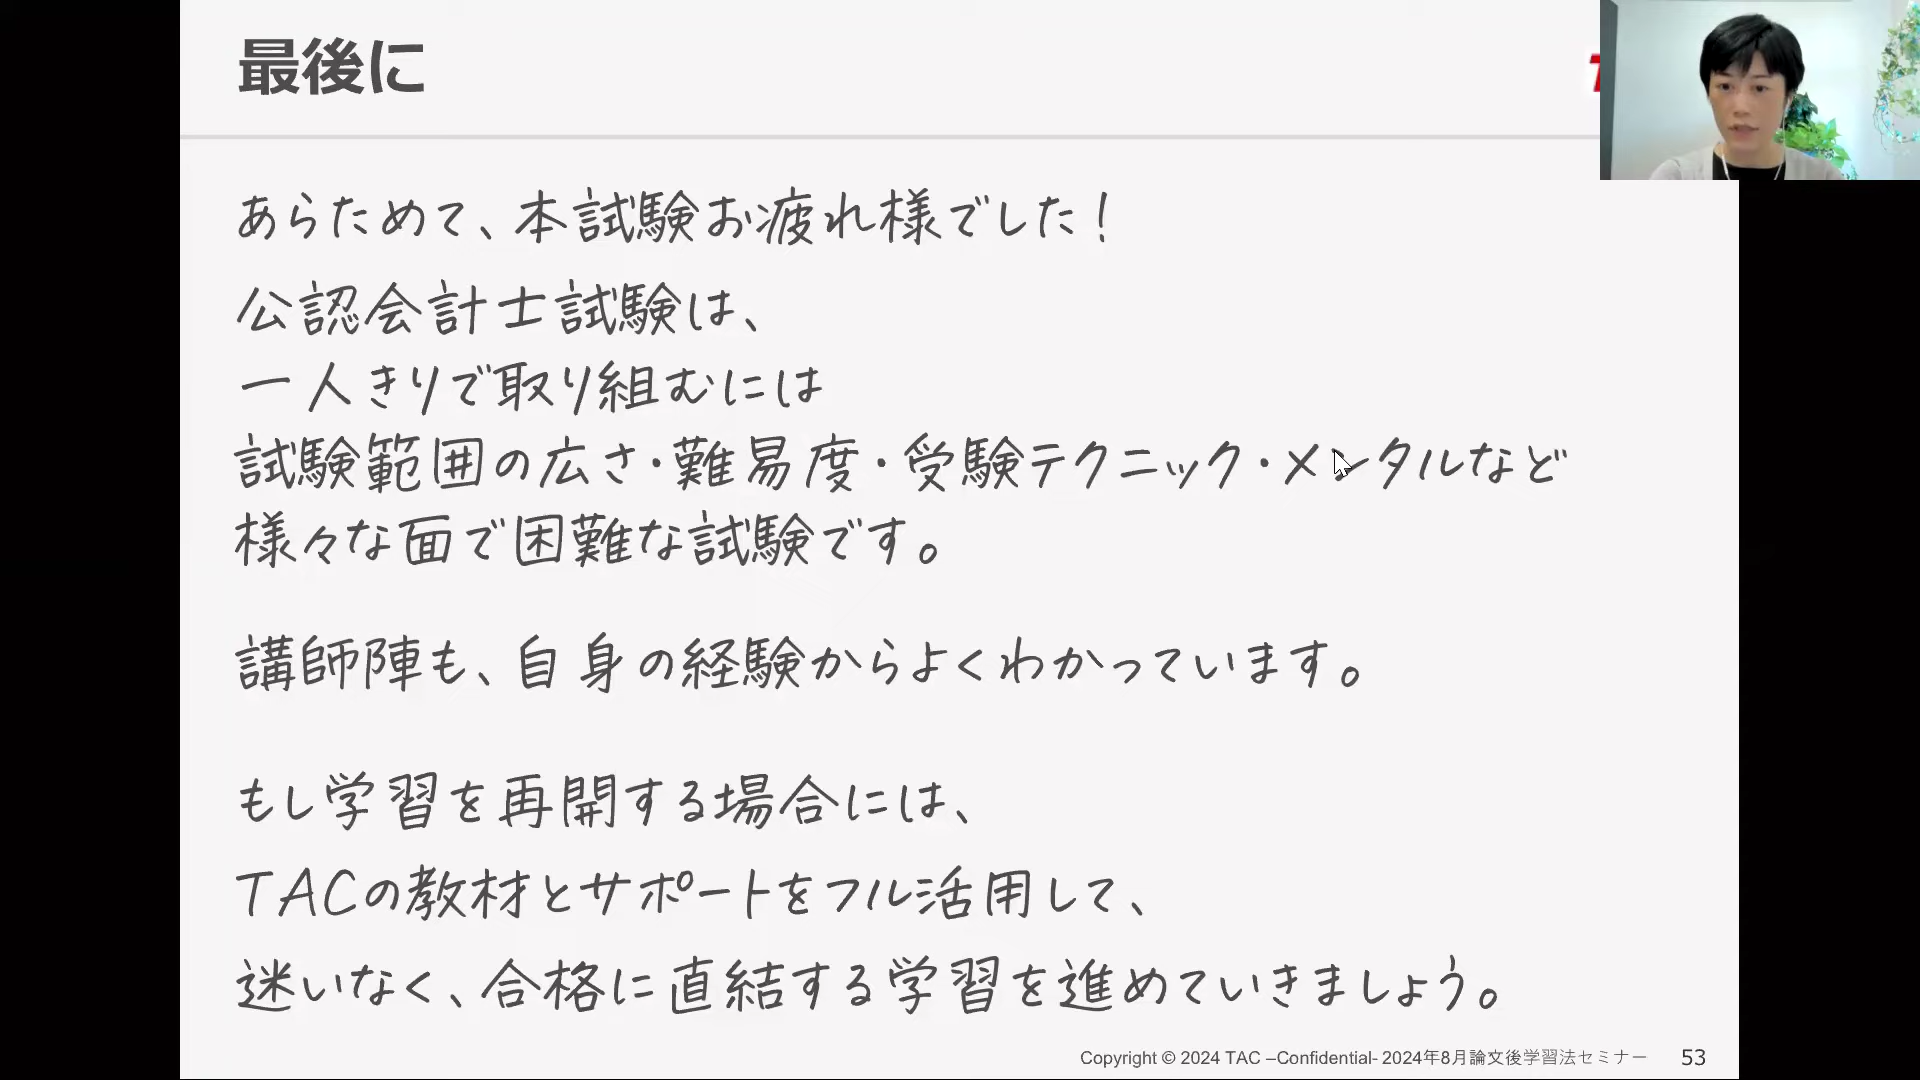 最後に
あらためて、本試験お疲れ様でした!
公認会計士試験は、
一人きりで取り組むには
試験範囲の広さ・難易度・受験テクニック・メンタルなど
様々な面で困難な試験です。
講師陣も、自身の経験からよくわかっています。
もし学習を再開する場合には、
TACの教材とサポートをフル活用して、
迷いなく、合格に直結する学習を進めていきましょう。
Copyright © 2024 TAC –Confidential- 2024年8月論文後学習法セミナー 53